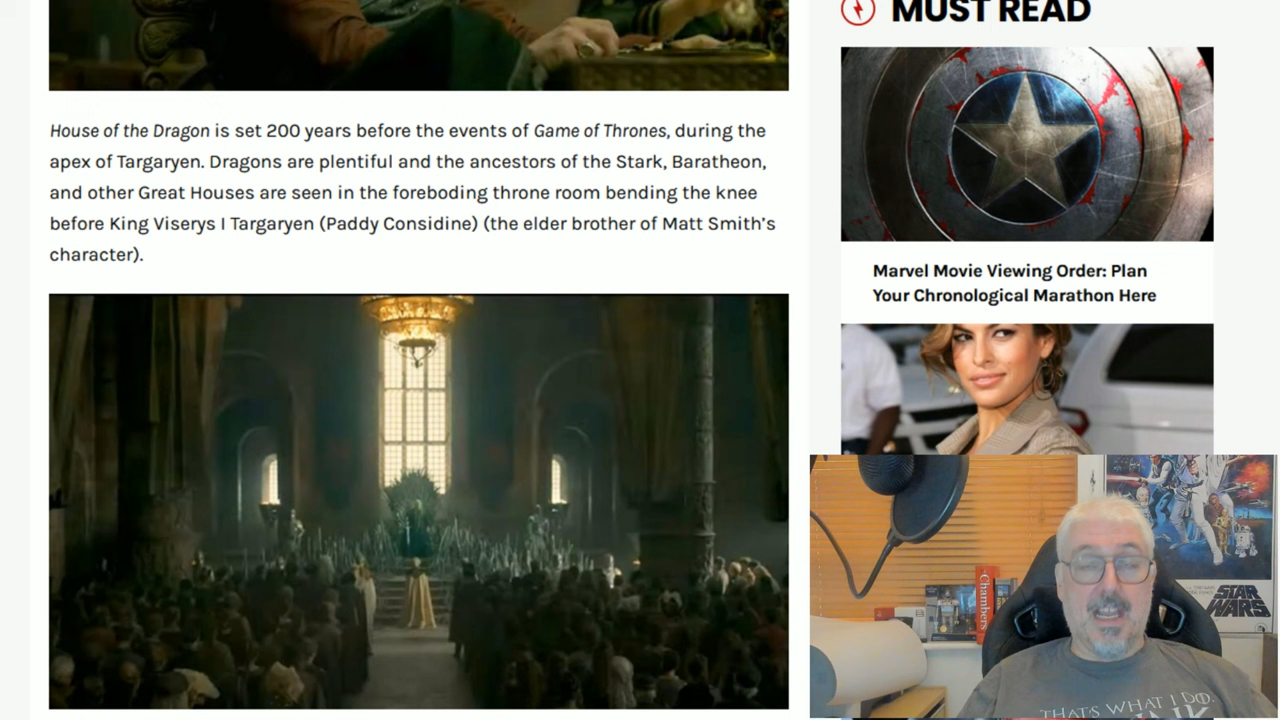 House of the Dragon is set 200 years before the events of Game of Thrones, during the
apex of Targaryen. Dragons are plentiful and the ancestors of the Stark, Baratheon,
and other Great Houses are seen in the foreboding throne room bending the knee
before King Viserys I Targaryen (Paddy Considine) (the elder brother of Matt Smith’s
character).
MUST READ
Marvel Movie Viewing Order: Plan
Your Chronological Marathon Here
Chambers
STAR
WARS
THAT'S WHAT I DO.